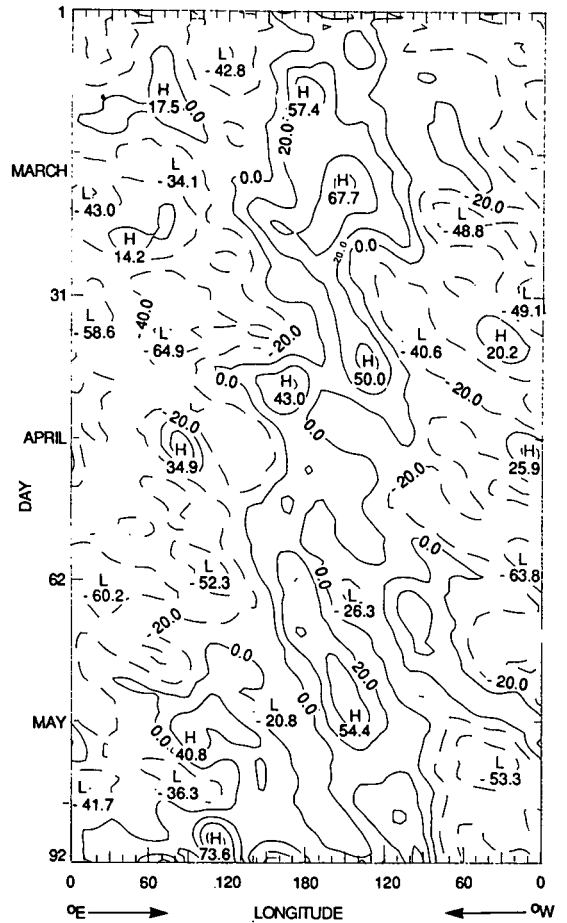 1
L
- 42.8
H
17.5
0.0
H
57.4
20.0
MARCH
L
- 34.1
0.0
H
67.7
L
- 43.0
- 20.0
L
- 48.8
H
14.2
20.0
0.0
31
L
- 49.1
L
- 58.6
- 40.0
L
- 64.9
- 20.0
L
- 40.6
H
20.2
H
50.0
0.0
H
43.0
- 20.0
- 20.0
0.0
APRIL
H
34.9
H
25.9
- 20.0
DAY
0.0
L
- 52.3
L
- 63.8
62
L
- 60.2
0.0
L
- 26.3
- 20.0
0.0
20.0
- 20.0
L
- 20.8
H
54.4
MAY
0.0
H
40.8
0.0
L
- 53.3
L
- 36.3
L
- 41.7
H
73.6
92
0 60 120 180 120 60 0
ºE LONGITUDE ºW